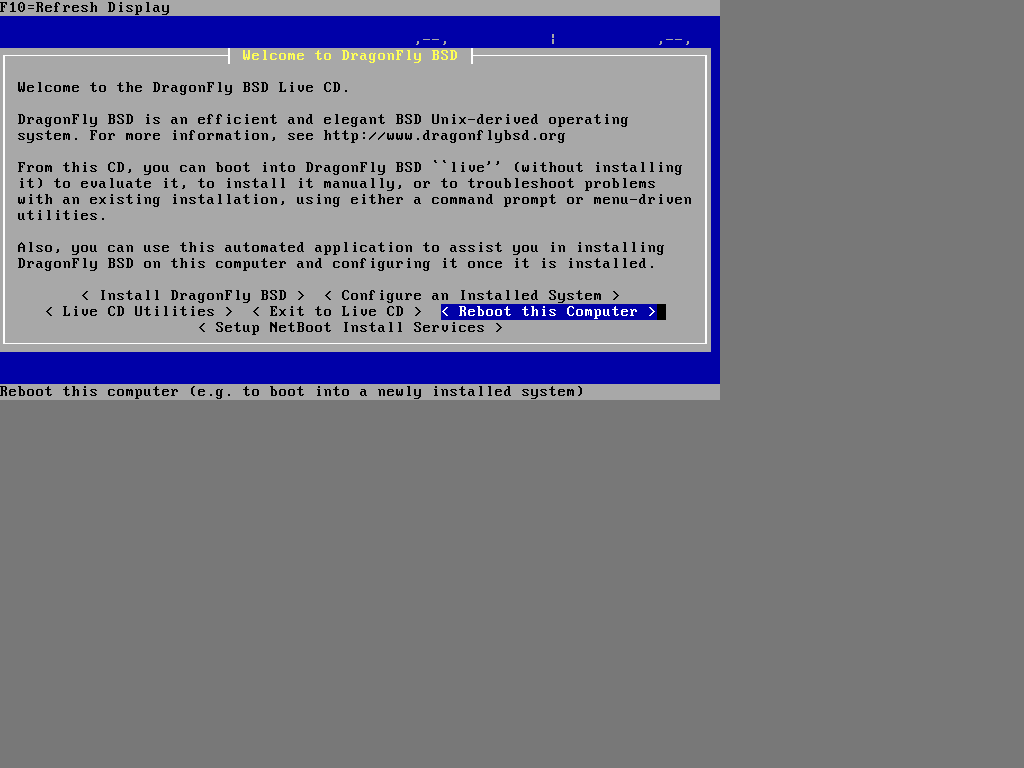 F10=Refresh Display
,--, ¦ ,--,
Welcome to DragonFly BSD
Welcome to the DragonFly BSD Live CD.
DragonFly BSD is an efficient and elegant BSD Unix-derived operating
system. For more information, see http://www.dragonflybsd.org
From this CD, you can boot into DragonFly BSD ``live'' (without installing
it) to evaluate it, to install it manually, or to troubleshoot problems
with an existing installation, using either a command prompt or menu-driven
utilities.
Also, you can use this automated application to assist you in installing
DragonFly BSD on this computer and configuring it once it is installed.
< Install DragonFly BSD > < Configure an Installed System >
< Live CD Utilities > < Exit to Live CD > < Reboot this Computer >
< Setup NetBoot Install Services >
Reboot this computer (e.g. to boot into a newly installed system)